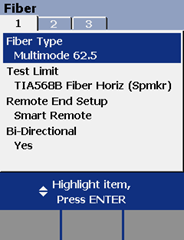 Fiber
1 2 3
Fiber Type
Multimode 62.5
Test Limit
TIA568B Fiber Horiz (Spmkr)
Remote End Setup
Smart Remote
Bi-Directional
Yes
Highlight item,
Press ENTER